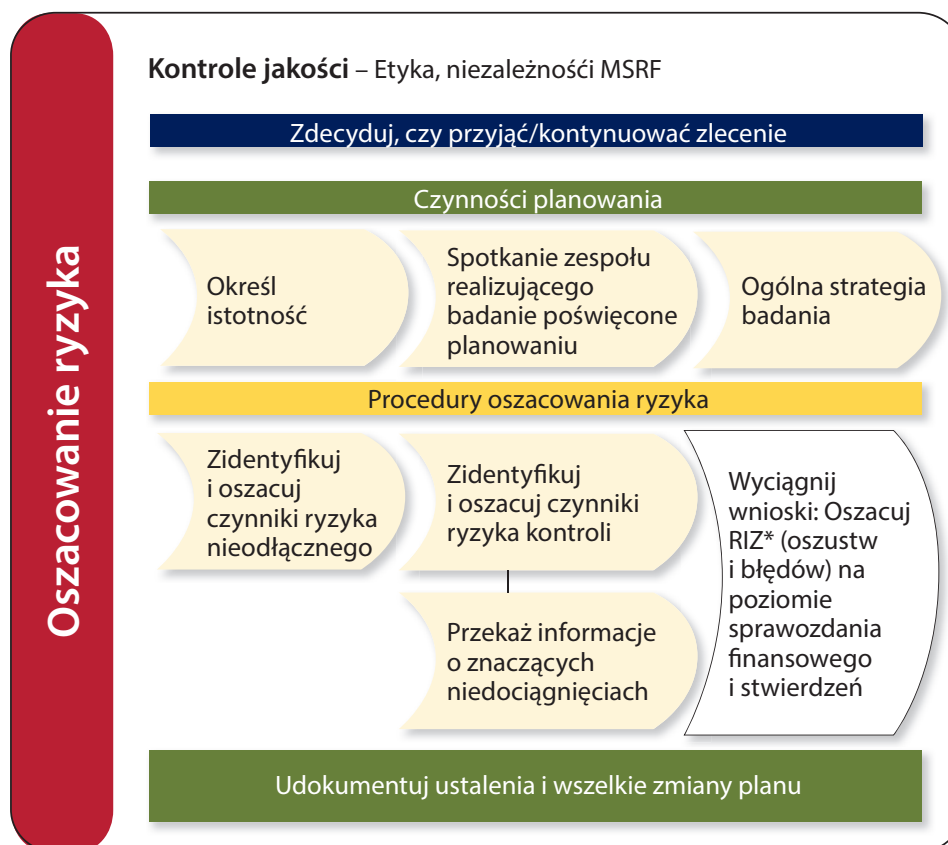 Oszacowanie ryzyka
Kontrole jakości – Etyka, niezależnośći MSRF
Zdecyduj, czy przyjąć/kontynuować zlecenie
Czynności planowania
Określ
istotność
Spotkanie zespołu
realizującego
badanie poświęcone
planowaniu
Ogólna strategia
badania
Procedury oszacowania ryzyka
Zidentyfikuj
i oszacuj
czynniki ryzyka
nieodłącznego
Zidentyfikuj
i oszacuj czynniki
ryzyka kontroli
Przekaż informacje
o znaczących
niedociągnięciach
Wyciągnij
wnioski: Oszacuj
RIZ* (oszustw
i błędów) na
poziomie
sprawozdania
finansowego
i stwierdzeń
Udokumentuj ustalenia i wszelkie zmiany planu